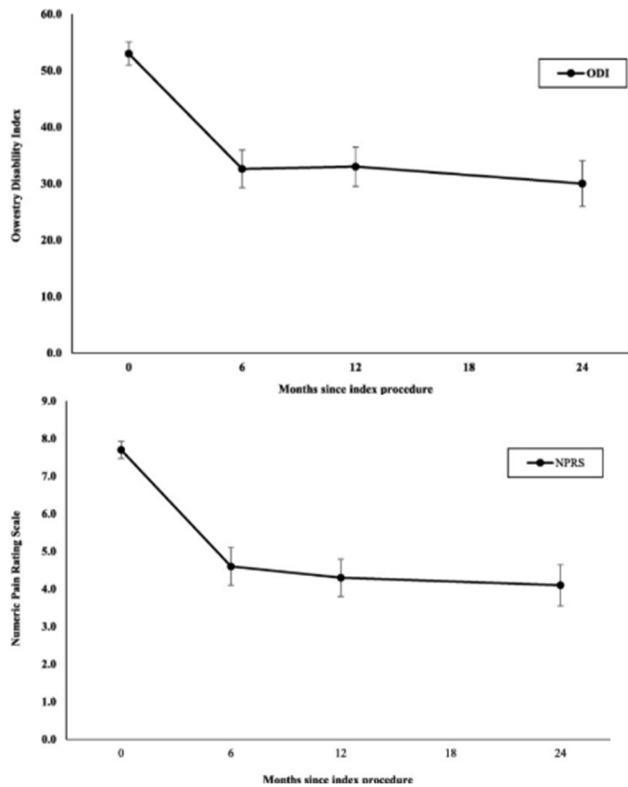 60.0
50.0
40.0
30.0
20.0
10.0
0.0
Oswestry Disability Index
ODI
0 6 12 18 24
Months since index procedure
9.0
8.0
7.0
6.0
5.0
4.0
3.0
2.0
1.0
0.0
Numeric Pain Rating Scale
NPRS
0 6 12 18 24
Months since index procedure